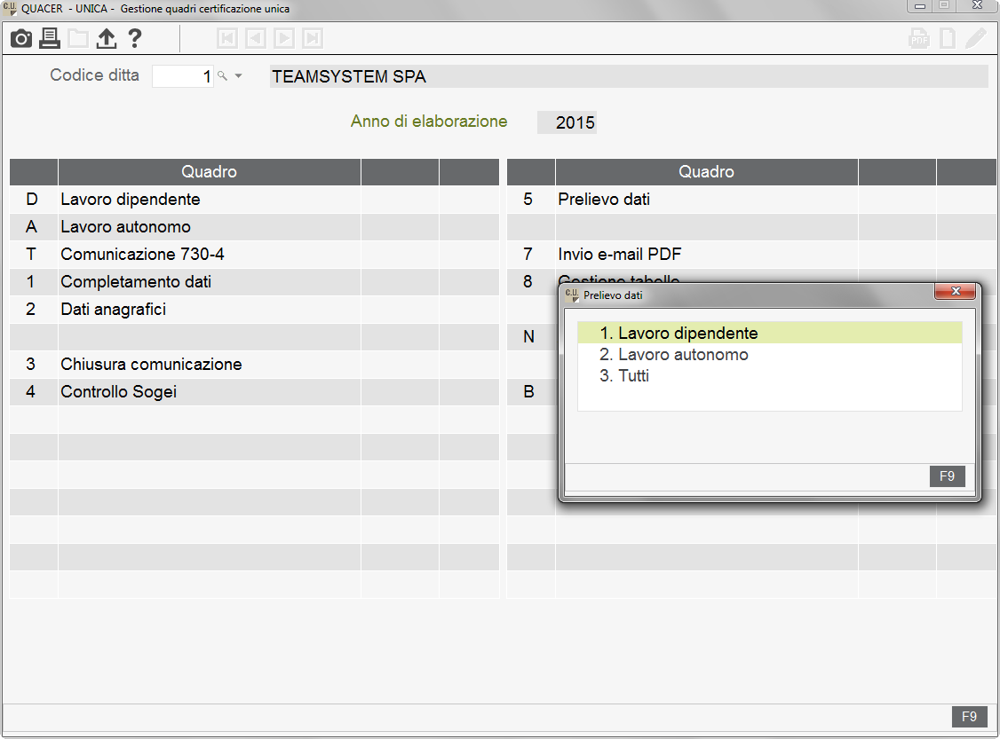 C.U. QUACER - UNICA - Gestione quadri certificazione unica
?
PDF
Codice ditta 1 TEAMSYSTEM SPA
Anno di elaborazione 2015
Quadro
D Lavoro dipendente
A Lavoro autonomo
T Comunicazione 730-4
1 Completamento dati
2 Dati anagrafici
3 Chiusura comunicazione
4 Controllo Sogei
Quadro
5 Prelievo dati
7 Invio e-mail PDF
8 Gestione tabelle
N
B
C.U. Prelievo dati
1. Lavoro dipendente
2. Lavoro autonomo
3. Tutti
F9
F9